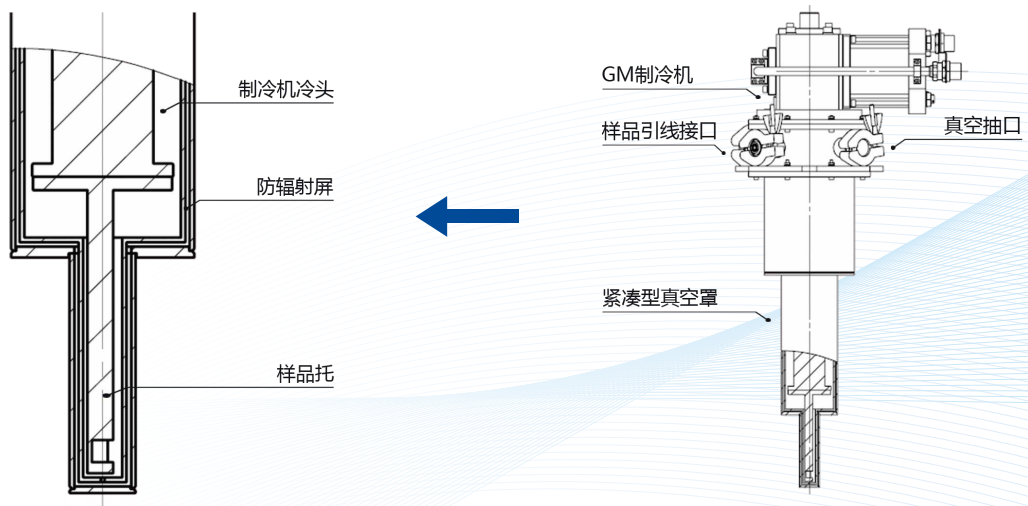 制冷机冷头
防辐射屏
样品托
GM制冷机
样品引线接口
真空抽口
紧凑型真空罩